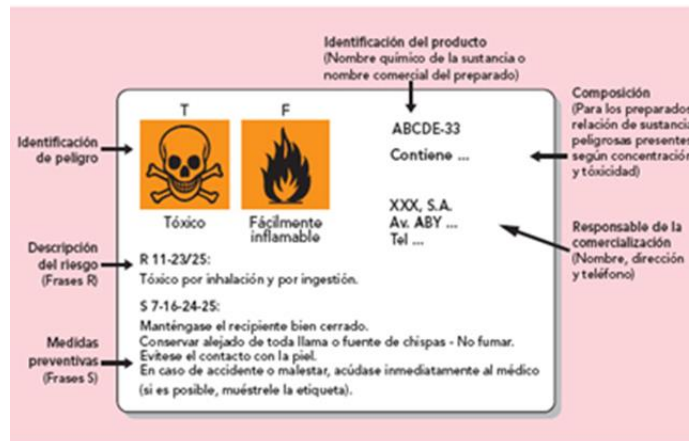 Identificación del producto
(Nombre químico de la sustancia o
nombre comercial del preparado)
Composición
(Para los preparados
relación de sustancia
peligrosas presentes
según concentración
y tóxicidad)
Identificación
de peligro
T
F
Tóxico
Fácilmente
inflamable
ABCDE-33
Contiene ...
XXX, S.A.
Av. ABY ...
Tel ...
Responsable de la
comercialización
(Nombre, dirección
y teléfono)
Descripción
del riesgo
(Frases R)
R 11-23/25:
Tóxico por inhalación y por ingestión.
S 7-16-24-25:
Manténgase el recipiente bien cerrado.
Conservar alejado de toda llama o fuente de chispas - No fumar.
Evítese el contacto con la piel.
En caso de accidente o malestar, acúdase inmediatamente al médico
(si es posible, muéstrele la etiqueta).
Medidas
preventivas
(Frases S)